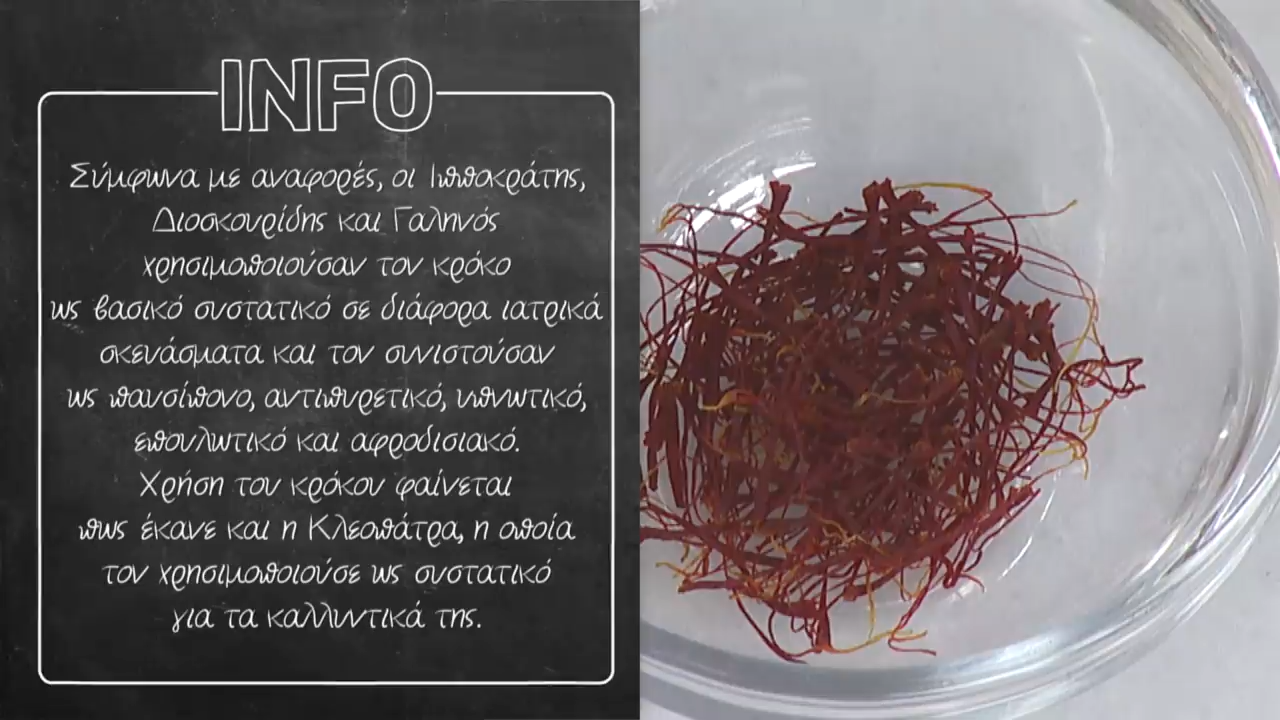 INFO
Σύμφωνα με αναφορές, οι Ιπποκράτης,
Διοσκουρίδης και Γαληνός
χρησιμοποιούσαν τον κρόκο
ως βασικό συστατικό σε διάφορα ιατρικά
σκευάσματα και τον συνιστούσαν
ως παυσίπονο, αντιπυρετικό, υπνωτικό,
επουλωτικό και αφροδισιακό.
Χρήση του κρόκου φαίνεται
πως έκανε και η Κλεοπάτρα, η οποία
τον χρησιμοποιούσε ως συστατικό
για τα καλλυντικά της.